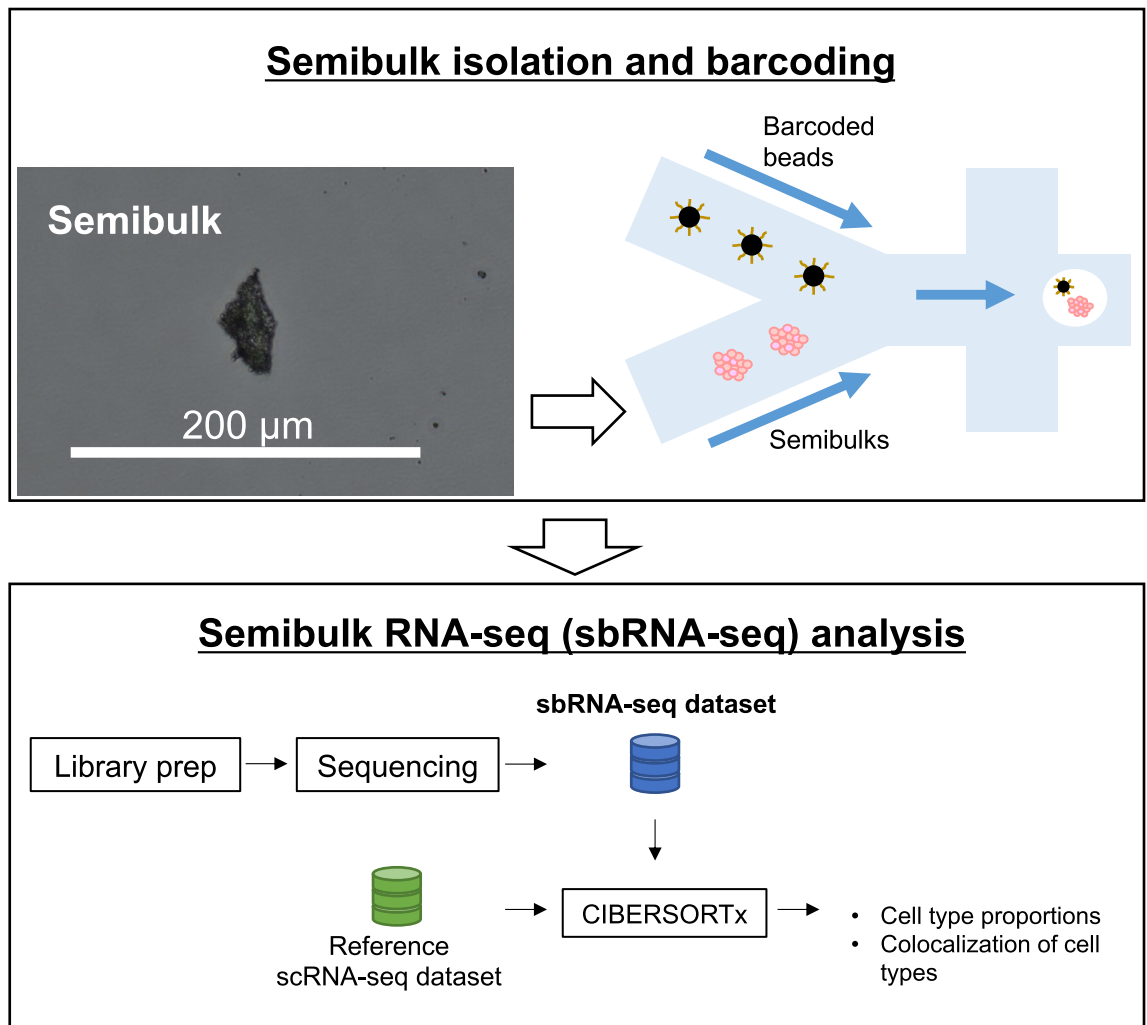 Semibulk isolation and barcoding
Barcoded
beads
Semibulk
200 μm
Semibulks
Semibulk RNA-seq (sbRNA-seq) analysis
sbRNA-seq dataset
Library prep
Sequencing
CIBERSORTx
Reference
scRNA-seq dataset
• Cell type proportions
• Colocalization of cell
types